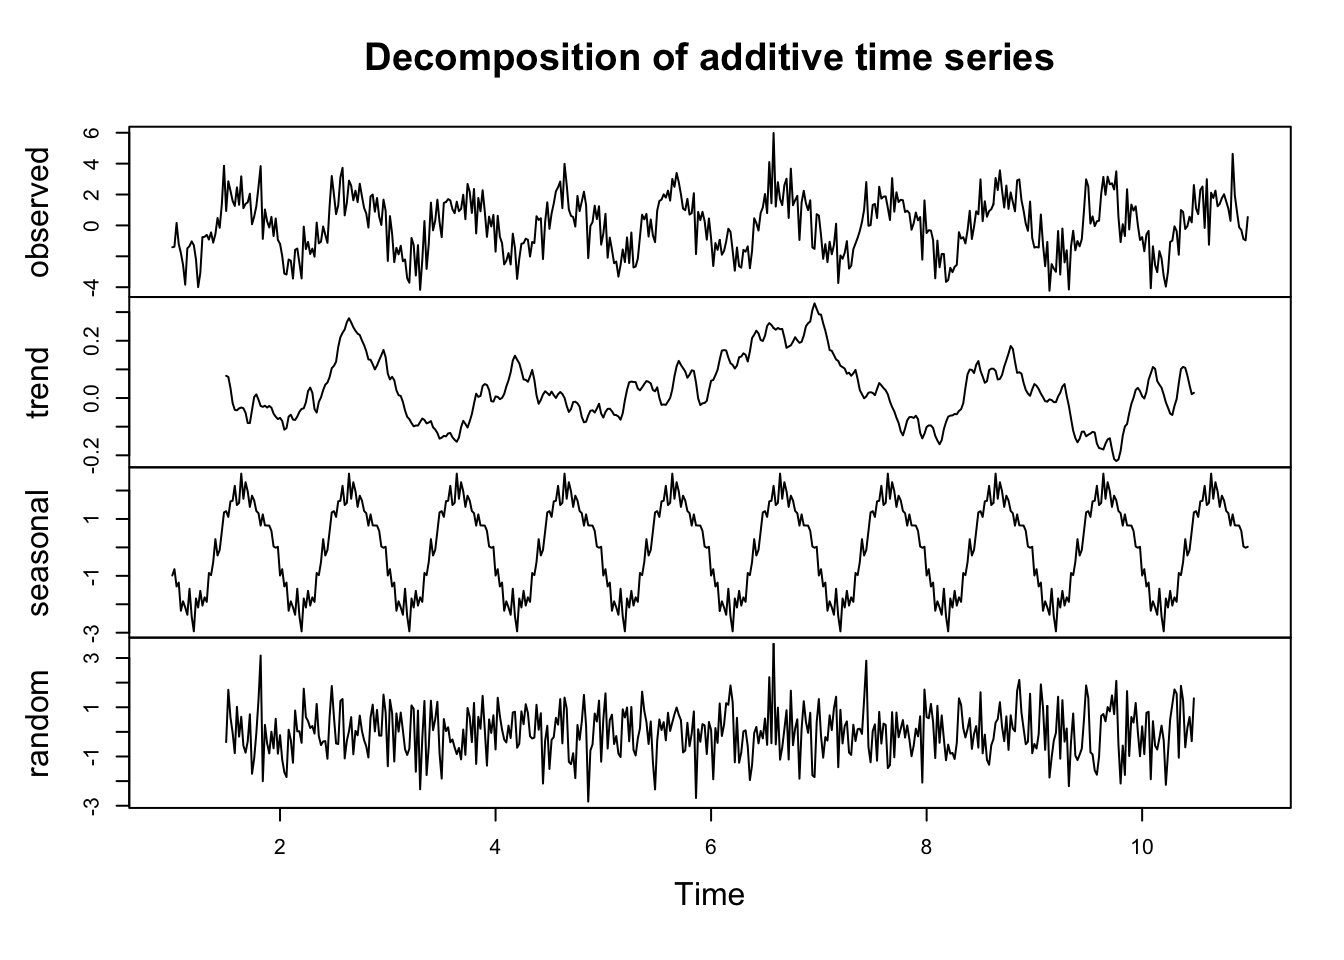 Decomposition of additive time series
observed
6
4
2
0
-4
trend
0.2
0.0
-0.2
seasonal
1
-1
-3
random
3
1
-1
-3
2 4 6 8 10
Time